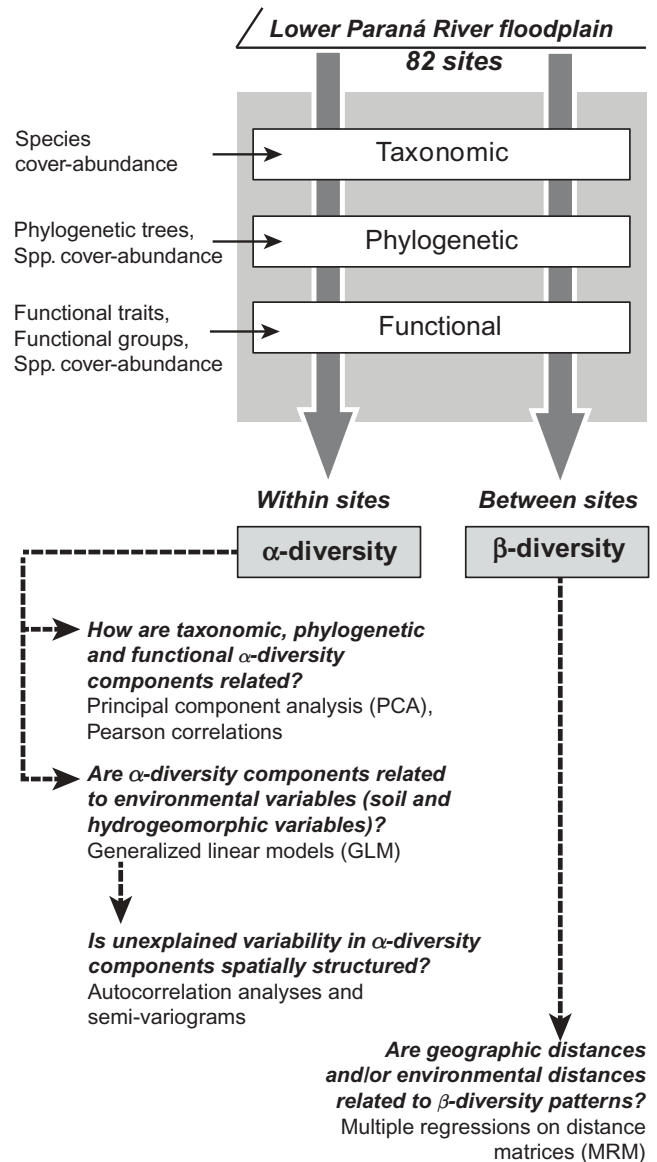 Lower Paraná River floodplain
82 sites
Species
cover-abundance
Taxonomic
Phylogenetic trees,
Spp. cover-abundance
Phylogenetic
Functional traits,
Functional groups,
Spp. cover-abundance
Functional
Within sites
α-diversity
Between sites
β-diversity
How are taxonomic, phylogenetic
and functional α-diversity
components related?
Principal component analysis (PCA),
Pearson correlations
Are α-diversity components related
to environmental variables (soil and
hydrogeomorphic variables)?
Generalized linear models (GLM)
Is unexplained variability in α-diversity
components spatially structured?
Autocorrelation analyses and
semi-variograms
Are geographic distances
and/or environmental distances
related to β-diversity patterns?
Multiple regressions on distance
matrices (MRM)